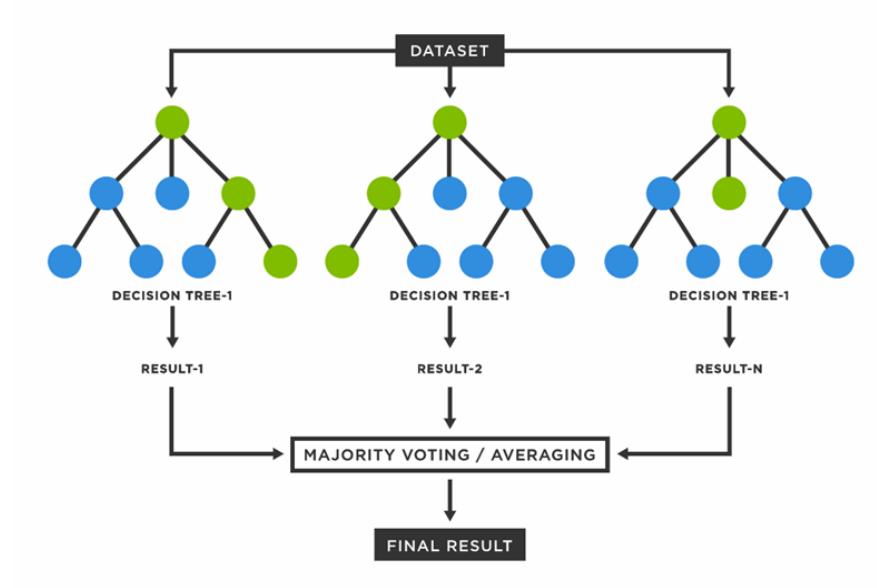 DATASET
DECISION TREE-1
DECISION TREE-1
DECISION TREE-1
RESULT-1
RESULT-2
RESULT-N
MAJORITY VOTING / AVERAGING
FINAL RESULT